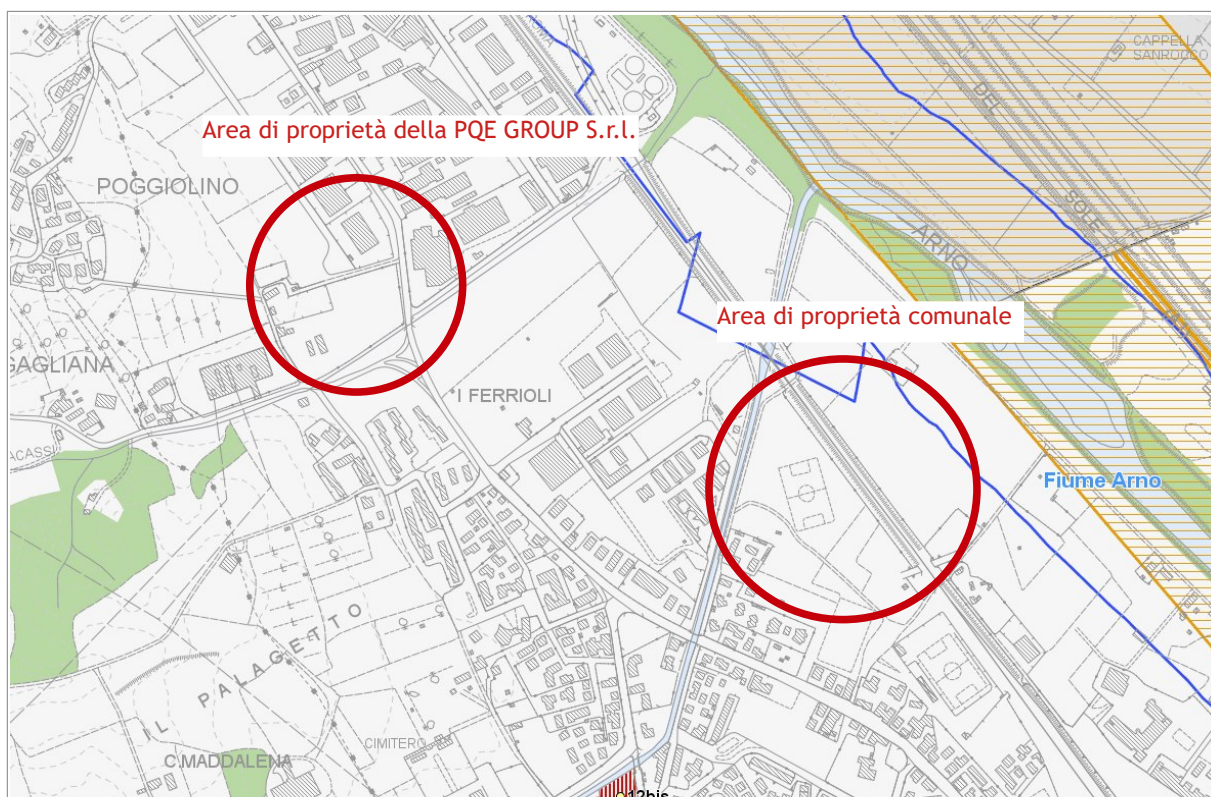 ROMA
CAPPELLA
SANROCCO
DEL
Area di proprietà della PQE GROUP S.r.l.
POGGIOLINO
SOLE
ARNO
Area di proprietà comunale
GAGLIANA
I FERRIOLI
ACASSI
Fiume Arno
IL PALAGETTO
CIMITERO
C.MADDALENA
12bis